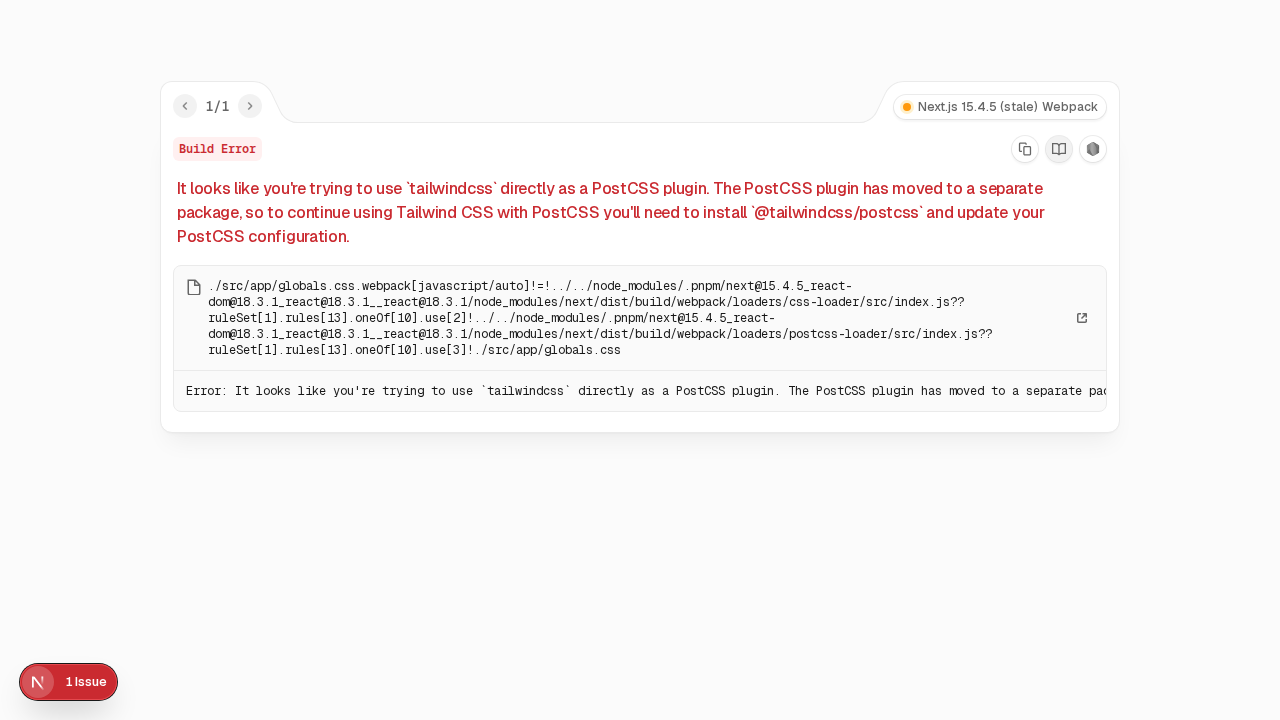 1/1
Next.js 15.4.5 (stale) Webpack
Build Error
It looks like you're trying to use `tailwindcss` directly as a PostCSS plugin. The PostCSS plugin has moved to a separate
package, so to continue using Tailwind CSS with PostCSS you'll need to install `@tailwindcss/postcss` and update your
PostCSS configuration.
./src/app/globals.css.webpack[javascript/auto]!=!../../node_modules/.pnpm/next@15.4.5_react-
dom@18.3.1_react@18.3.1__react@18.3.1/node_modules/next/dist/build/webpack/loaders/css-loader/src/index.js??
ruleSet[1].rules[13].oneOf[10].use[2]!../../node_modules/.pnpm/next@15.4.5_react-
dom@18.3.1_react@18.3.1__react@18.3.1/node_modules/next/dist/build/webpack/loaders/postcss-loader/src/index.js??
ruleSet[1].rules[13].oneOf[10].use[3]!./src/app/globals.css
Error: It looks like you're trying to use `tailwindcss` directly as a PostCSS plugin. The PostCSS plugin has moved to a separate pac
1 Issue